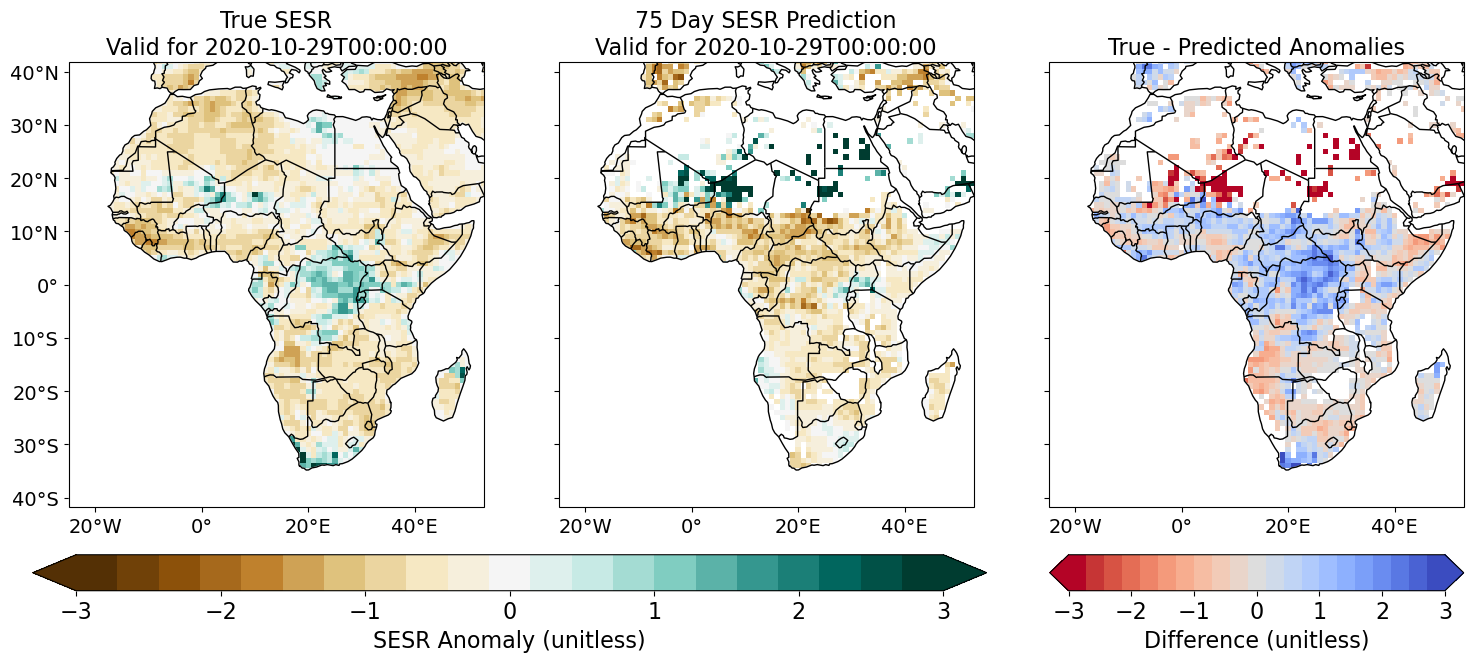 True SESR
Valid for 2020-10-29T00:00:00
75 Day SESR Prediction
Valid for 2020-10-29T00:00:00
True - Predicted Anomalies
40°N
30°N
20°N
10°N
0°
10°S
20°S
30°S
40°S
20°W 0° 20°E 40°E
20°W 0° 20°E 40°E
20°W 0° 20°E 40°E
−3 −2 −1 0 1 2 3
SESR Anomaly (unitless)
−3 −2 −1 0 1 2 3
Difference (unitless)